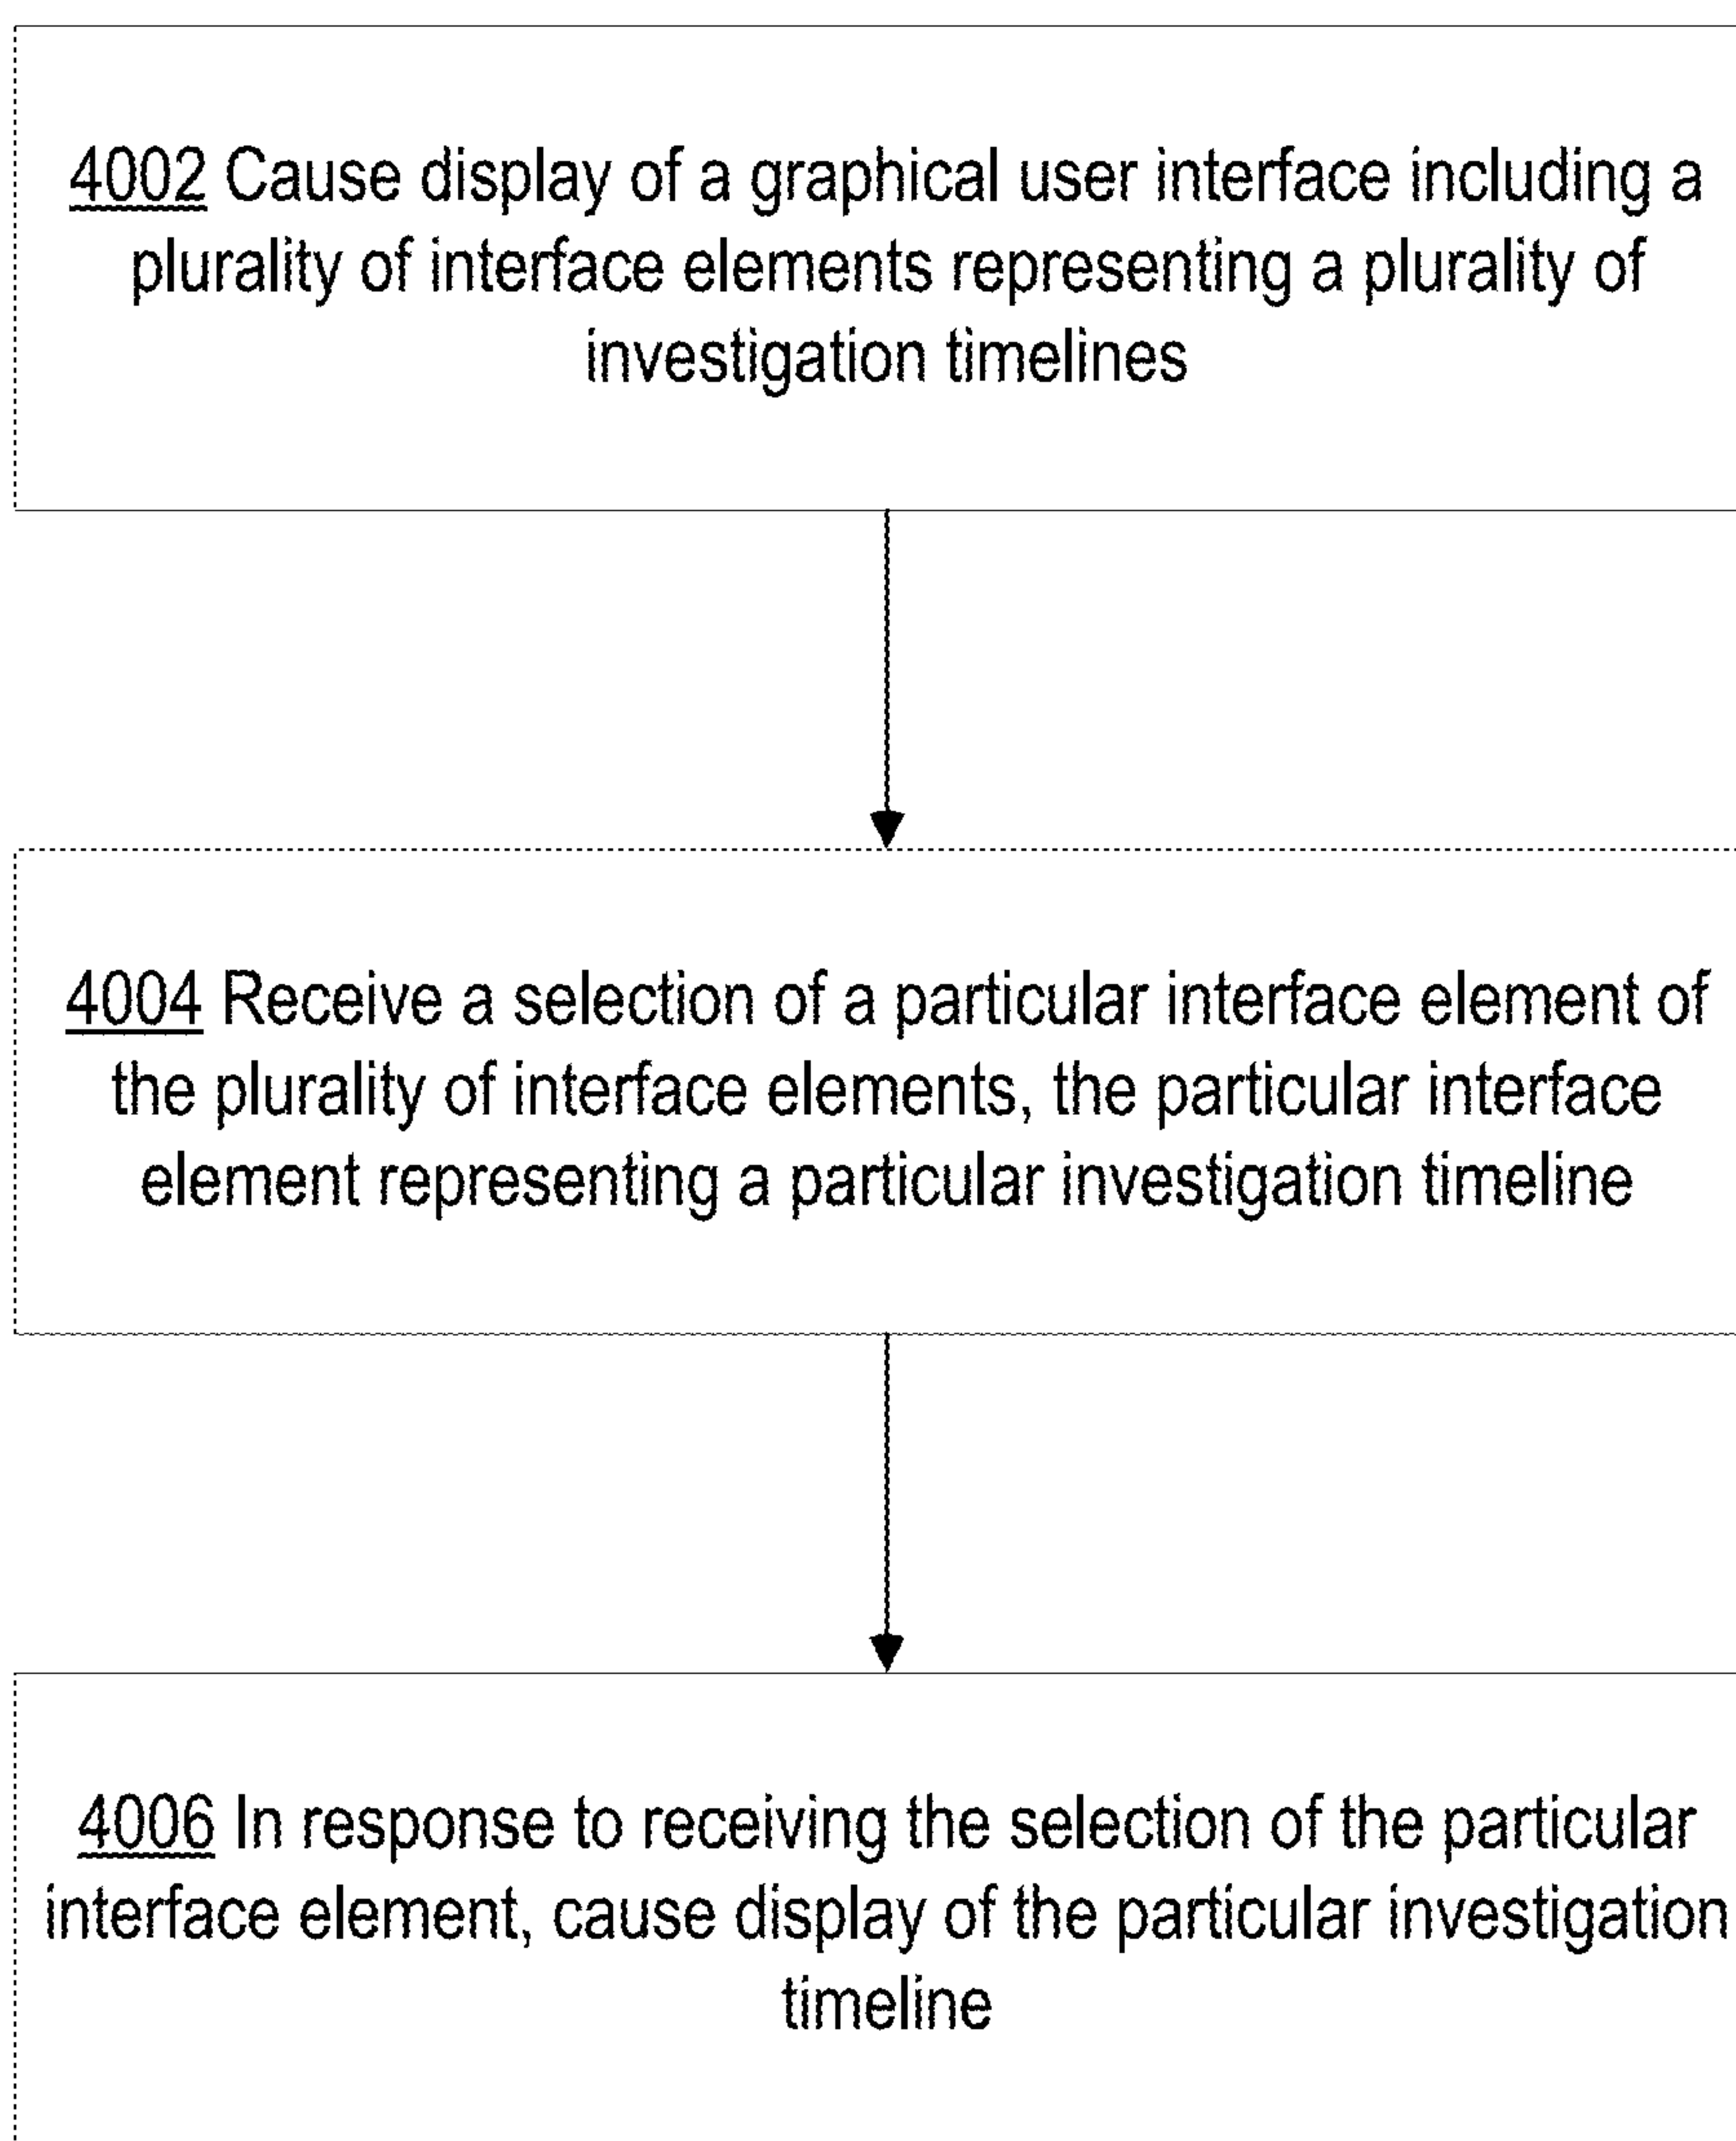 4002 Cause display of a graphical user interface including a
plurality of interface elements representing a plurality of
investigation timelines
4004 Receive a selection of a particular interface element of
the plurality of interface elements, the particular interface
element representing a particular investigation timeline
4006 In response to receiving the selection of the particular
interface element, cause display of the particular investigation
timeline